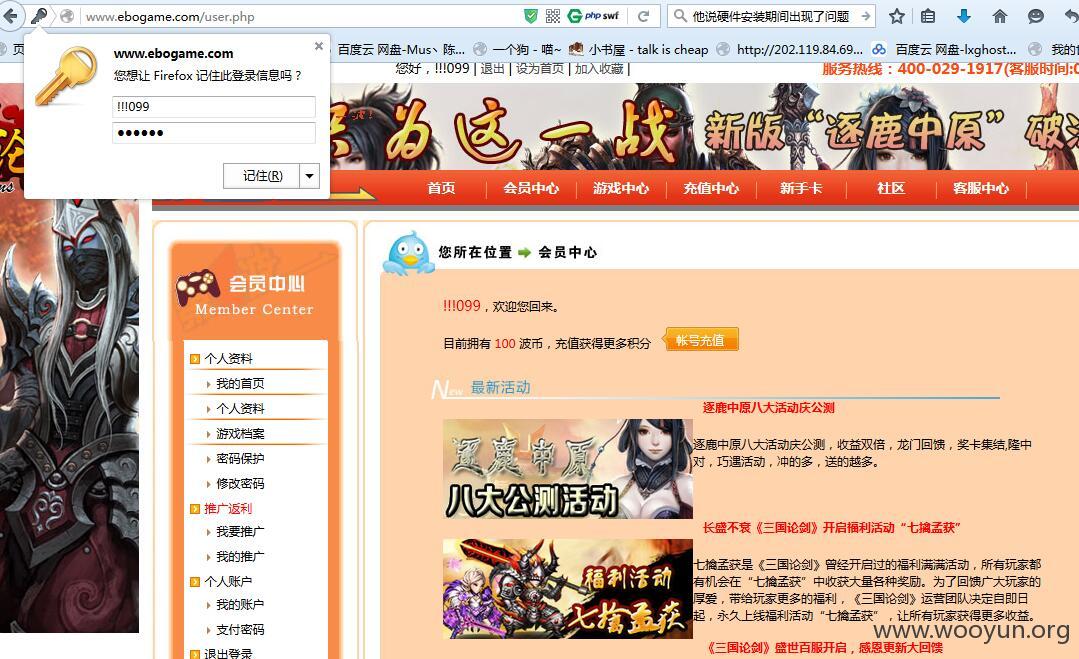 www.ebogame.com/user.php
php swf
他说硬件安装期间出现了问题
百度云 网盘-Mus丶陈...
一个狗 - 喵~
小书屋 - talk is cheap
http://202.119.84.69...
百度云 网盘-lxghost...
我的
www.ebogame.com
您想让 Firefox 记住此登录信息吗？
!!!099
●●●●●●
记住(R)
您好，!!!099 | 退出 | 设为首页 | 加入收藏 |
服务热线：400-029-1917(客服时间:
为这一战
新版“逐鹿中原”破
首页
会员中心
游戏中心
充值中心
新手卡
社区
客服中心
会员中心
Member Center
您所在位置
会员中心
!!!099，欢迎您回来。
目前拥有 100 波币，充值获得更多积分
帐号充值
New 最新活动
个人资料
我的首页
个人资料
游戏档案
密码保护
修改密码
推广返利
我要推广
我的推广
个人账户
我的账户
支付密码
退出登录
逐鹿中原八大活动庆公测
逐鹿中原
八大公测活动
逐鹿中原八大活动庆公测，收益双倍，龙门回馈，奖卡集结,隆中
对，巧遇活动，冲的多，送的越多。
长盛不衰《三国论剑》开启福利活动“七擒孟获”
福利活动
七擒孟获
七擒孟获是《三国论剑》曾经开启过的福利满满活动，所有玩家都
有机会在“七擒孟获”中收获大量各种奖励。为了回馈广大玩家的
厚爱，带给玩家更多的福利，《三国论剑》运营团队决定自即日
起，永久上线福利活动“七擒孟获”，让所有玩家获得更多收益。
www.wooyun.org
《三国论剑》盛世百服开启，感恩更新大回馈